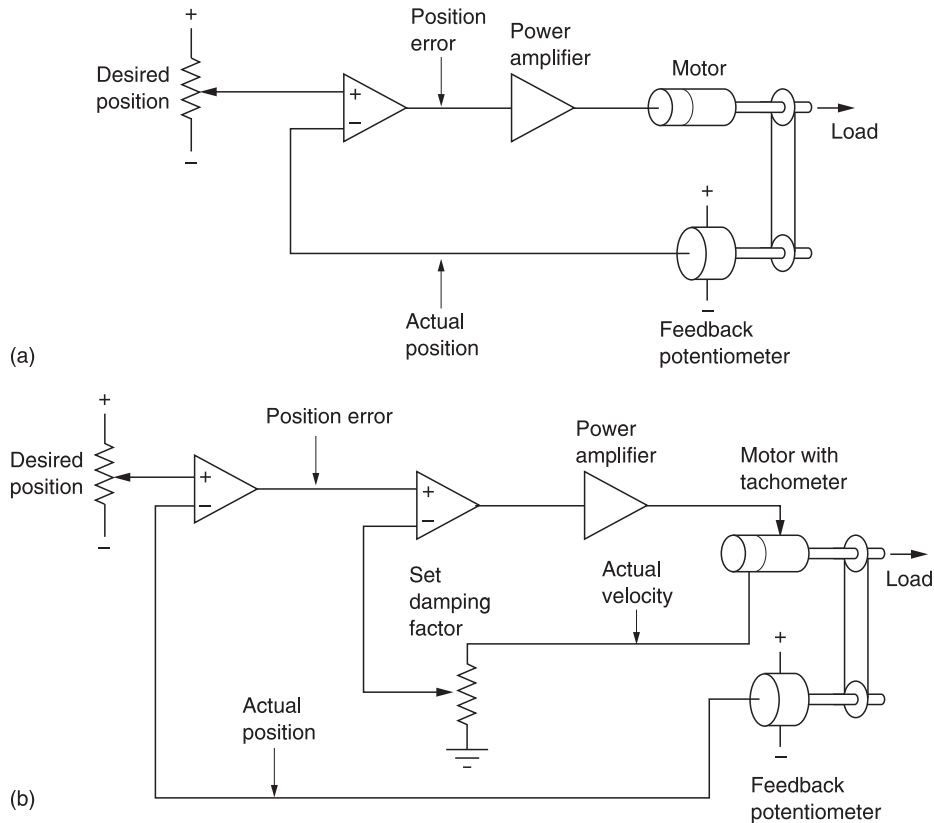 +
Desired
position
−
+
−
Position
error
Power
amplifier
Motor
Load
+
−
Feedback
potentiometer
Actual
position
(a)
+
Desired
position
−
+
−
Position error
+
−
Power
amplifier
Motor with
tachometer
Load
Set
damping
factor
Actual
velocity
+
−
Actual
position
Feedback
potentiometer
(b)